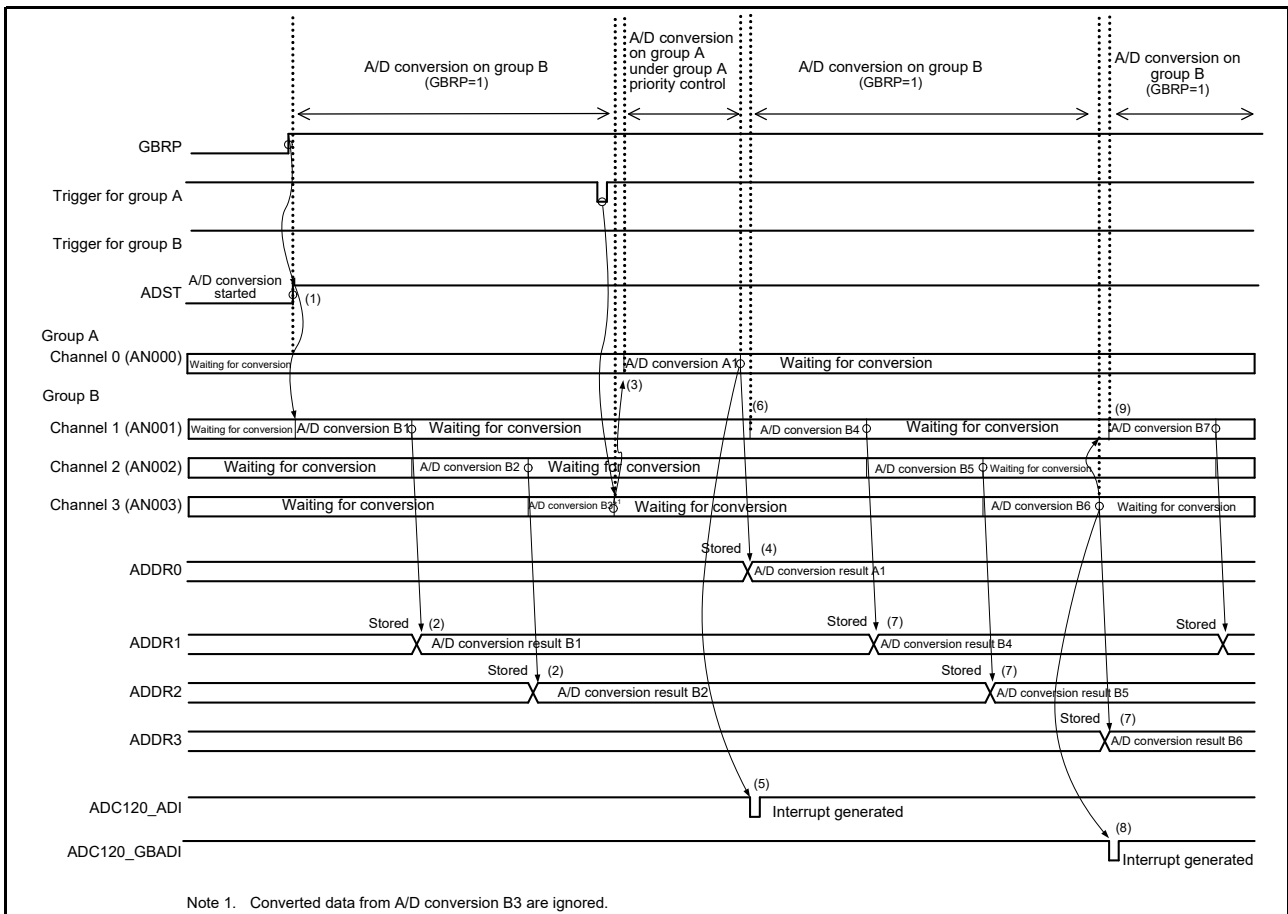 A/D conversion on group B
(GBRP=1)
A/D conversion
on group A
under group A
priority control
A/D conversion on group B
(GBRP=1)
A/D conversion on
group B
(GBRP=1)
GBRP
Trigger for group A
Trigger for group B
A/D conversion
started
ADST
(1)
Group A
Channel 0 (AN000)
Waiting for conversion
A/D conversion A1
Waiting for conversion
(3)
Group B
(6)
(9)
Channel 1 (AN001)
Waiting for conversion
A/D conversion B1
Waiting for conversion
A/D conversion B4
Waiting for conversion
A/D conversion B7
Channel 2 (AN002)
Waiting for conversion
A/D conversion B2
Waiting for conversion
A/D conversion B5
Waiting for conversion
Channel 3 (AN003)
Waiting for conversion
A/D conversion B3*1
Waiting for conversion
A/D conversion B6
Waiting for conversion
Stored (4)
ADDR0
A/D conversion result A1
Stored (2)
Stored (7)
Stored
ADDR1
A/D conversion result B1
A/D conversion result B4
Stored (2)
Stored (7)
ADDR2
A/D conversion result B2
A/D conversion result B5
Stored (7)
ADDR3
A/D conversion result B6
(5)
ADC120_ADI
Interrupt generated
(8)
ADC120_GBADI
Interrupt generated
Note 1. Converted data from A/D conversion B3 are ignored.